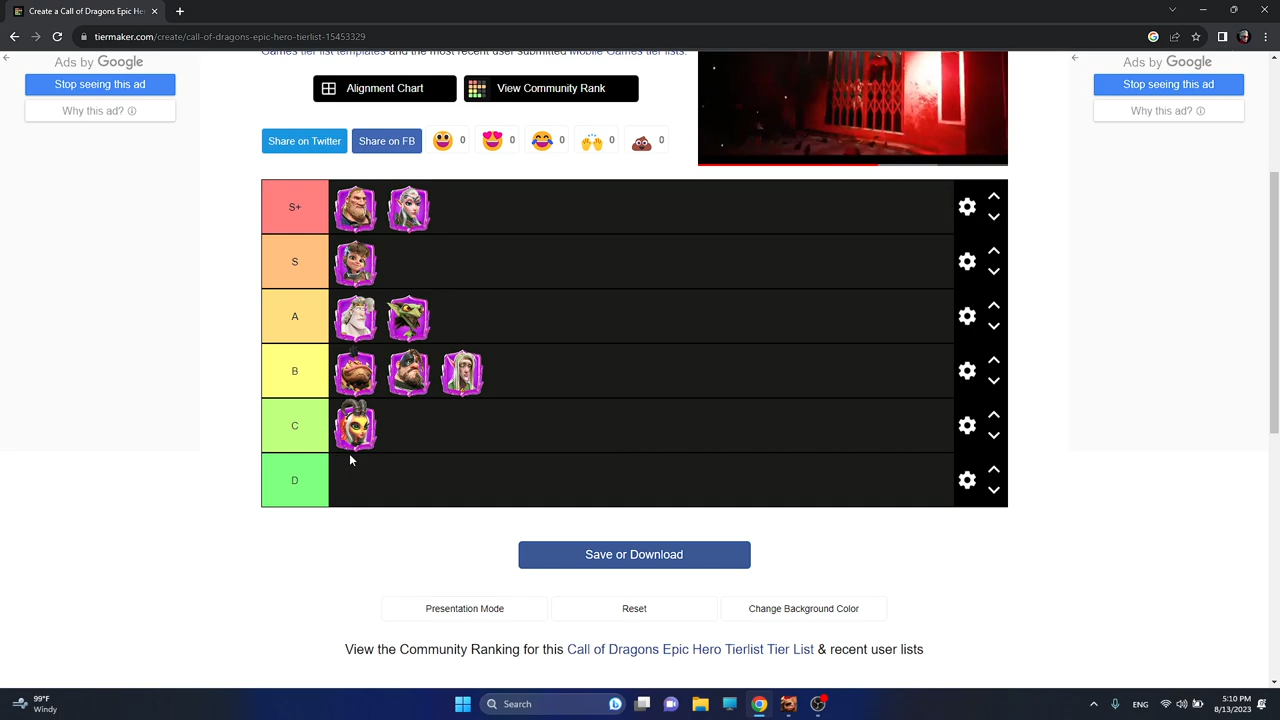 Create a Call of Dragons Epic He
tiermaker.com/create/call-of-dragons-epic-hero-tierlist-15453329
Games tier list templates and the most recent user submitted Mobile Games tier lists.
Ads by Google
Stop seeing this ad
Why this ad?
Alignment Chart
View Community Rank
Ads by Google
Stop seeing this ad
Why this ad?
Share on Twitter
Share on FB
0
0
0
0
0
S+
S
A
B
C
D
Save or Download
Presentation Mode
Reset
Change Background Color
View the Community Ranking for this Call of Dragons Epic Hero Tierlist Tier List & recent user lists
99°F
Windy
Search
ENG
5:10 PM
8/13/2023